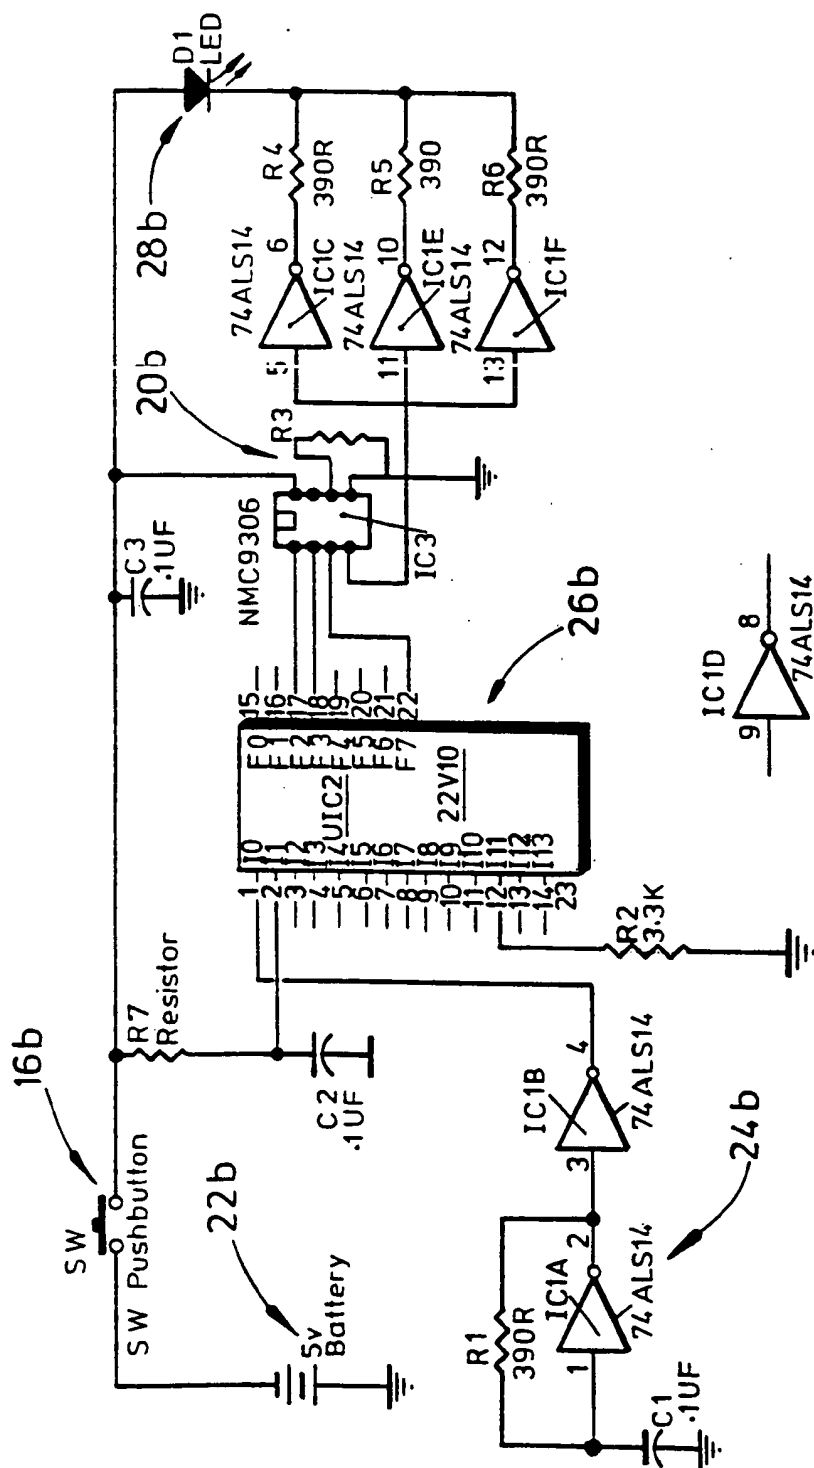 SW
SW Pushbutton
16b
22b
5v
Battery
R7
Resistor
C2
.1UF
C3
.1UF
D1
LED
28b
20b
NMC9306
IC3
R3
R4
390R
R5
390
R6
390R
74ALS14
IC1C
5
6
74ALS14
IC1E
11
10
74ALS14
IC1F
13
12
26b
UIC2
22V10
1 I0
2 I1
3 I2
4 I3
5 I4
6 I5
7 I6
8 I7
9 I8
10 I9
11 I10
12 I11
13 I12
14 I13
23
F0 15
F1 16
F2 17
F3 18
F4 19
F5 20
F6 21
F7 22
R2
3.3K
R1
390R
1
IC1A
2
74ALS14
C1
.1UF
3
IC1B
4
74ALS14
24b
IC1D
9
8
74ALS14